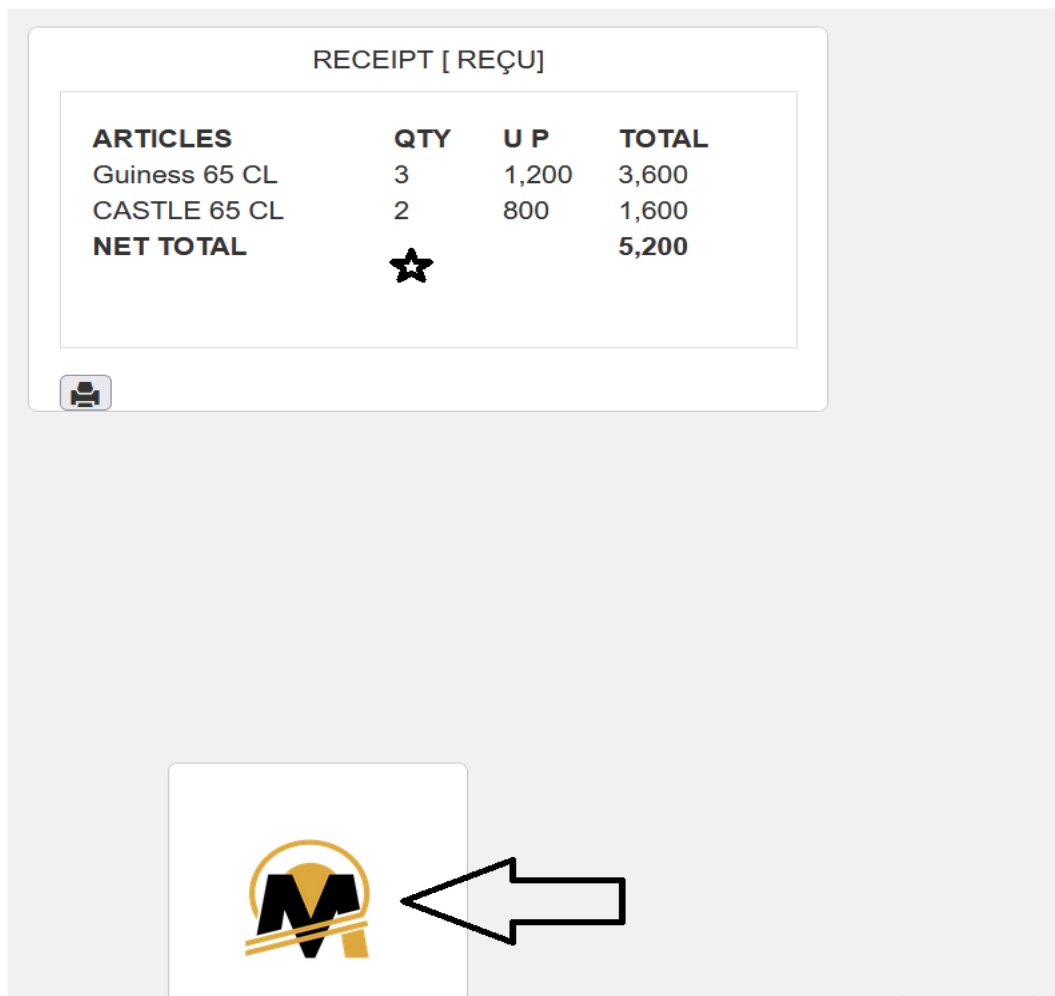 RECEIPT [ REÇU]
ARTICLES QTY U P TOTAL
Guiness 65 CL 3 1,200 3,600
CASTLE 65 CL 2 800 1,600
NET TOTAL 5,200
M